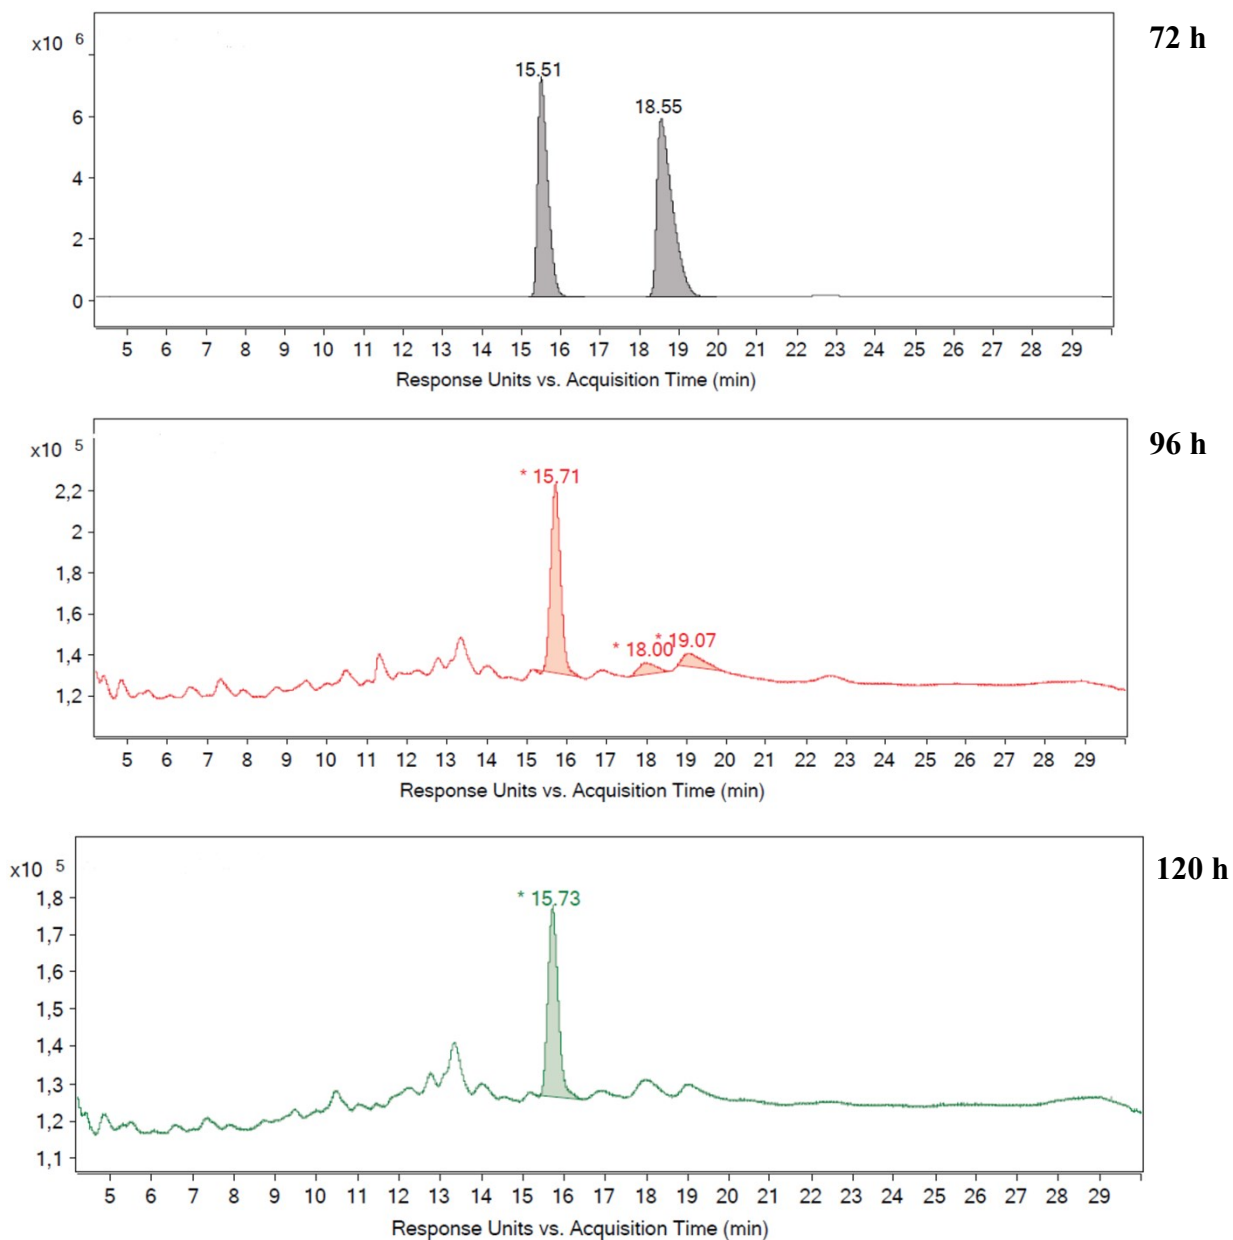 x10 6
72 h
15.51
18.55
6
4
2
0
5 6 7 8 9 10 11 12 13 14 15 16 17 18 19 20 21 22 23 24 25 26 27 28 29
Response Units vs. Acquisition Time (min)
x10 5
96 h
* 15.71
2,2
2
1,8
1,6
* 18.00
* 19.07
1,4
1,2
5 6 7 8 9 10 11 12 13 14 15 16 17 18 19 20 21 22 23 24 25 26 27 28 29
Response Units vs. Acquisition Time (min)
x10 5
120 h
* 15.73
1,8
1,7
1,6
1,5
1,4
1,3
1,2
1,1
5 6 7 8 9 10 11 12 13 14 15 16 17 18 19 20 21 22 23 24 25 26 27 28 29
Response Units vs. Acquisition Time (min)